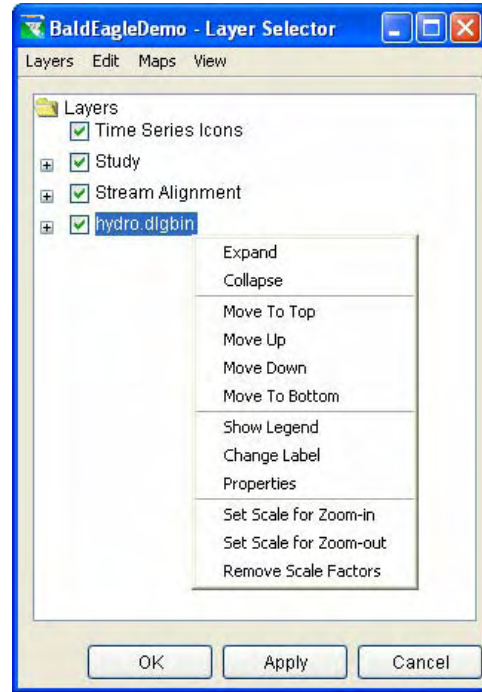 BaldEagleDemo - Layer Selector
Layers Edit Maps View
Layers
Time Series Icons
Study
Stream Alignment
hydro.dlgbin
Expand
Collapse
Move To Top
Move Up
Move Down
Move To Bottom
Show Legend
Change Label
Properties
Set Scale for Zoom-in
Set Scale for Zoom-out
Remove Scale Factors
OK Apply Cancel